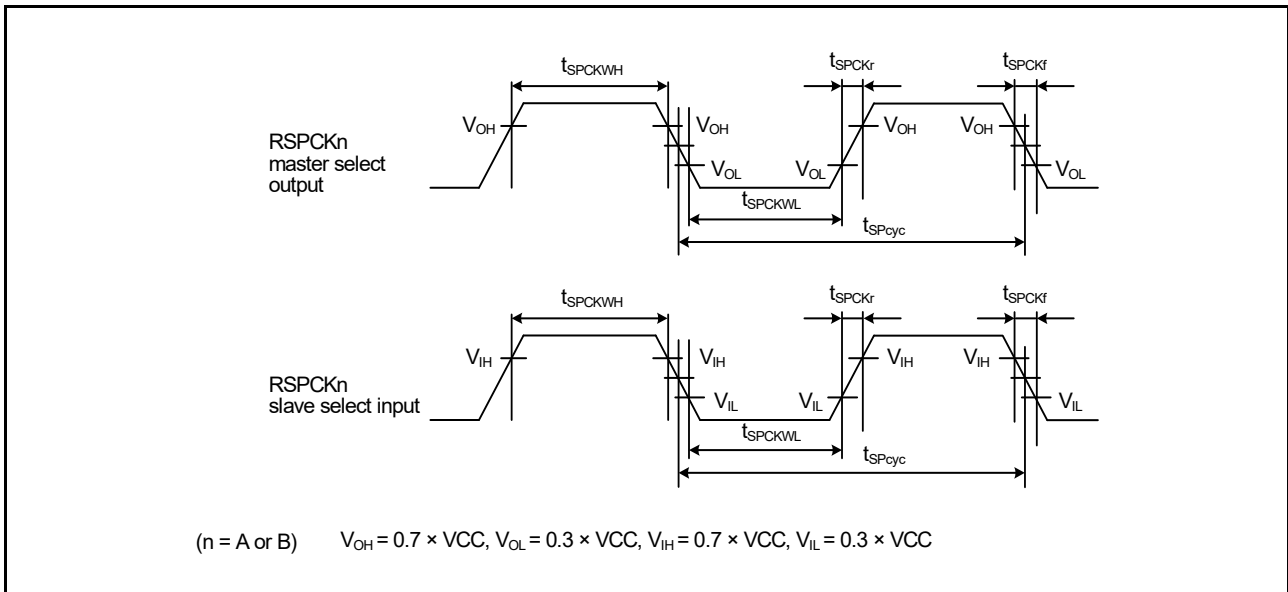 tSPCKWH tSPCKr tSPCKf
VOH VOH VOH VOH
RSPCKn
master select
output
VOL VOL VOL
tSPCKWL
tSPcyc
tSPCKWH tSPCKr tSPCKf
VIH VIH VIH VIH
RSPCKn
slave select input
VIL VIL VIL
tSPCKWL
tSPcyc
(n = A or B) VOH = 0.7 × VCC, VOL = 0.3 × VCC, VIH = 0.7 × VCC, VIL = 0.3 × VCC